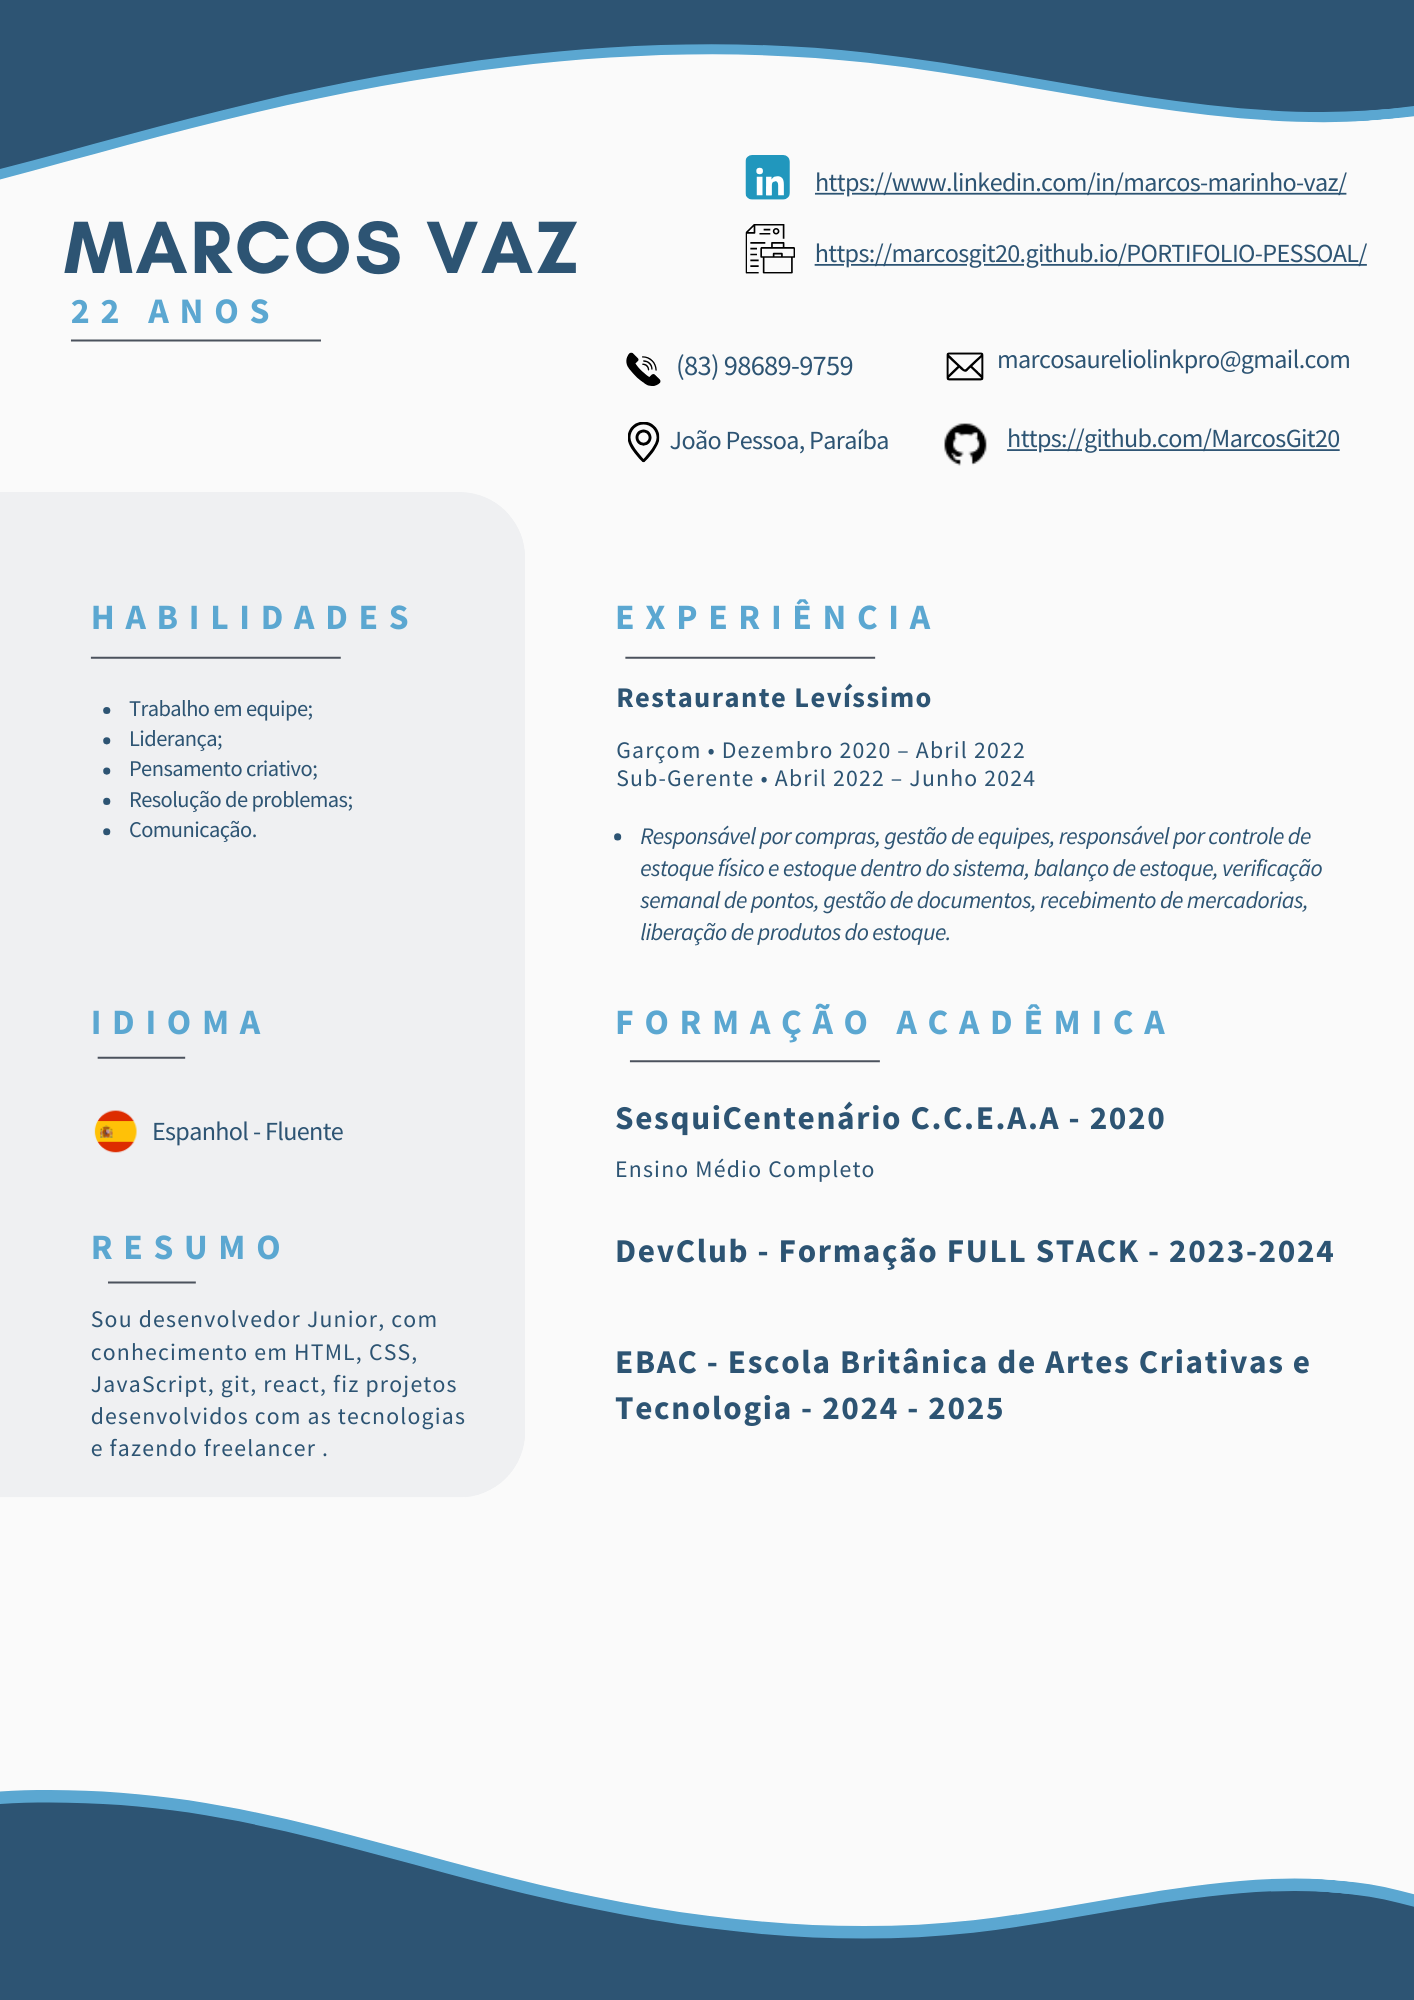 https://www.linkedin.com/in/marcos-marinho-vaz/
https://marcosgit20.github.io/PORTIFOLIO-PESSOAL/
MARCOS VAZ
22 ANOS
(83) 98689-9759
marcosaureliolinkpro@gmail.com
João Pessoa, Paraíba
https://github.com/MarcosGit20
HABILIDADES
• Trabalho em equipe;
• Liderança;
• Pensamento criativo;
• Resolução de problemas;
• Comunicação.
IDIOMA
Espanhol - Fluente
RESUMO
Sou desenvolvedor Junior, com
conhecimento em HTML, CSS,
JavaScript, git, react, fiz projetos
desenvolvidos com as tecnologias
e fazendo freelancer .
EXPERIÊNCIA
Restaurante Levíssimo
Garçom • Dezembro 2020 – Abril 2022
Sub-Gerente • Abril 2022 – Junho 2024
• Responsável por compras, gestão de equipes, responsável por controle de
estoque físico e estoque dentro do sistema, balanço de estoque, verificação
semanal de pontos, gestão de documentos, recebimento de mercadorias,
liberação de produtos do estoque.
FORMAÇÃO ACADÊMICA
SesquiCentenário C.C.E.A.A - 2020
Ensino Médio Completo
DevClub - Formação FULL STACK - 2023-2024
EBAC - Escola Britânica de Artes Criativas e
Tecnologia - 2024 - 2025